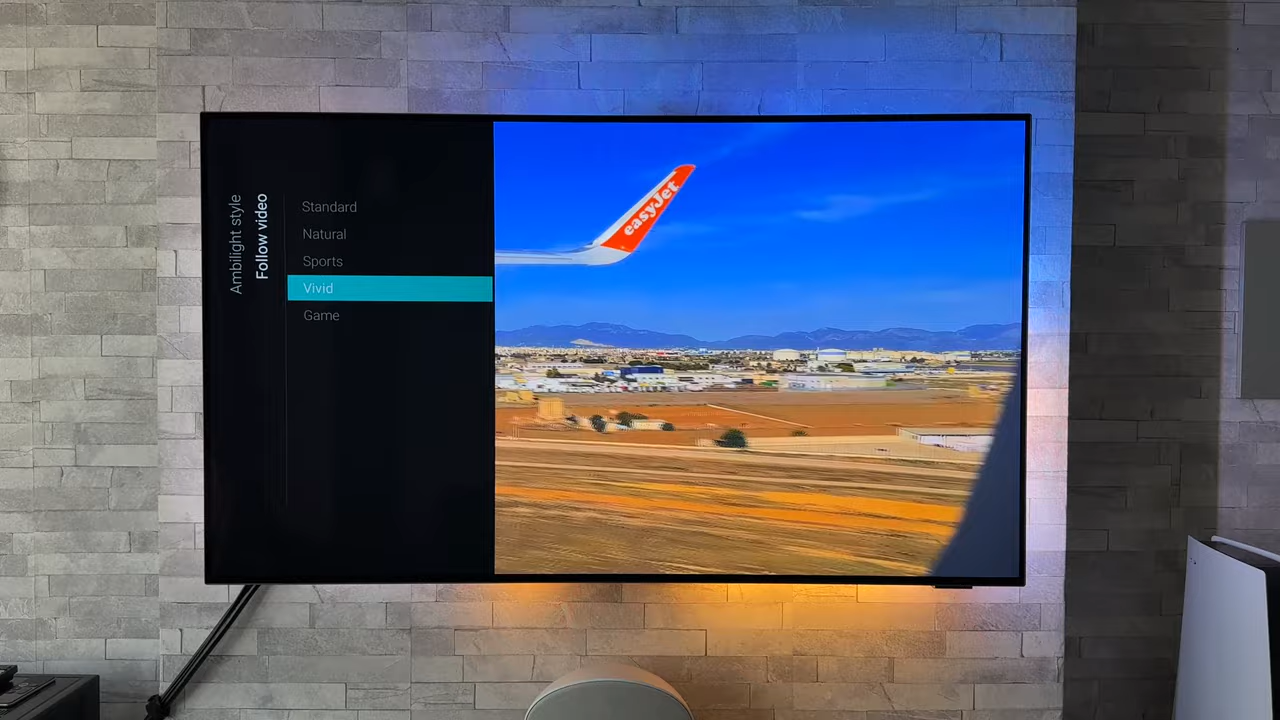 Ambilight style
Follow video
Standard
Natural
Sports
Vivid
Game
easyJet